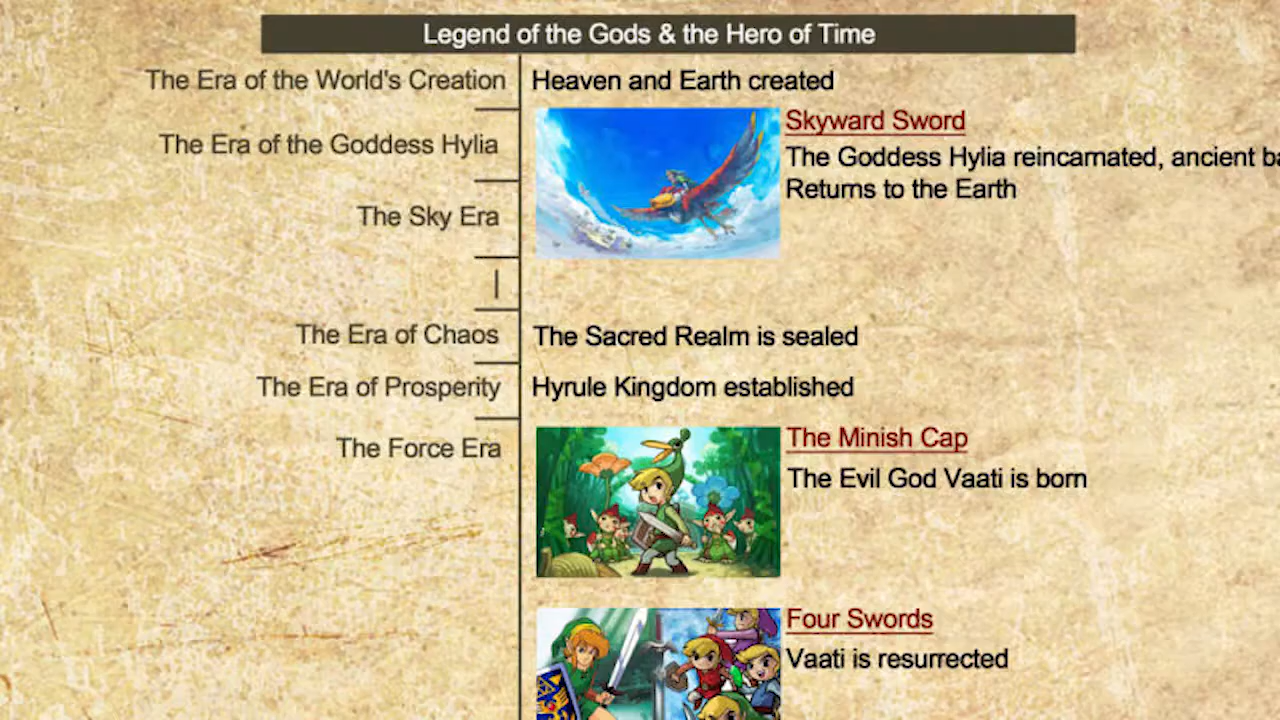 Legend of the Gods & the Hero of Time
The Era of the World's Creation
Heaven and Earth created
The Era of the Goddess Hylia
Skyward Sword
The Goddess Hylia reincarnated, ancient
Returns to the Earth
The Sky Era
The Era of Chaos
The Sacred Realm is sealed
The Era of Prosperity
Hyrule Kingdom established
The Force Era
The Minish Cap
The Evil God Vaati is born
Four Swords
Vaati is resurrected